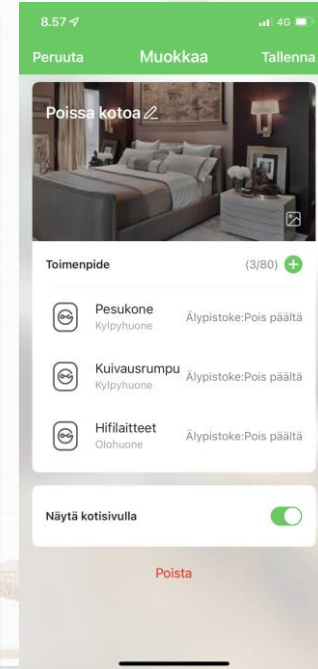 8.57 4G
Peruuta Muokkaa Tallenna
Poissa kotoa
Toimenpide (3/80)
Pesukone
Kylpyhuone
Älypistoke:Pois päältä
Kuivausrumpu
Kylpyhuone
Älypistoke:Pois päältä
Hifilaitteet
Olohuone
Älypistoke:Pois päältä
Näytä kotisivulla
Poista